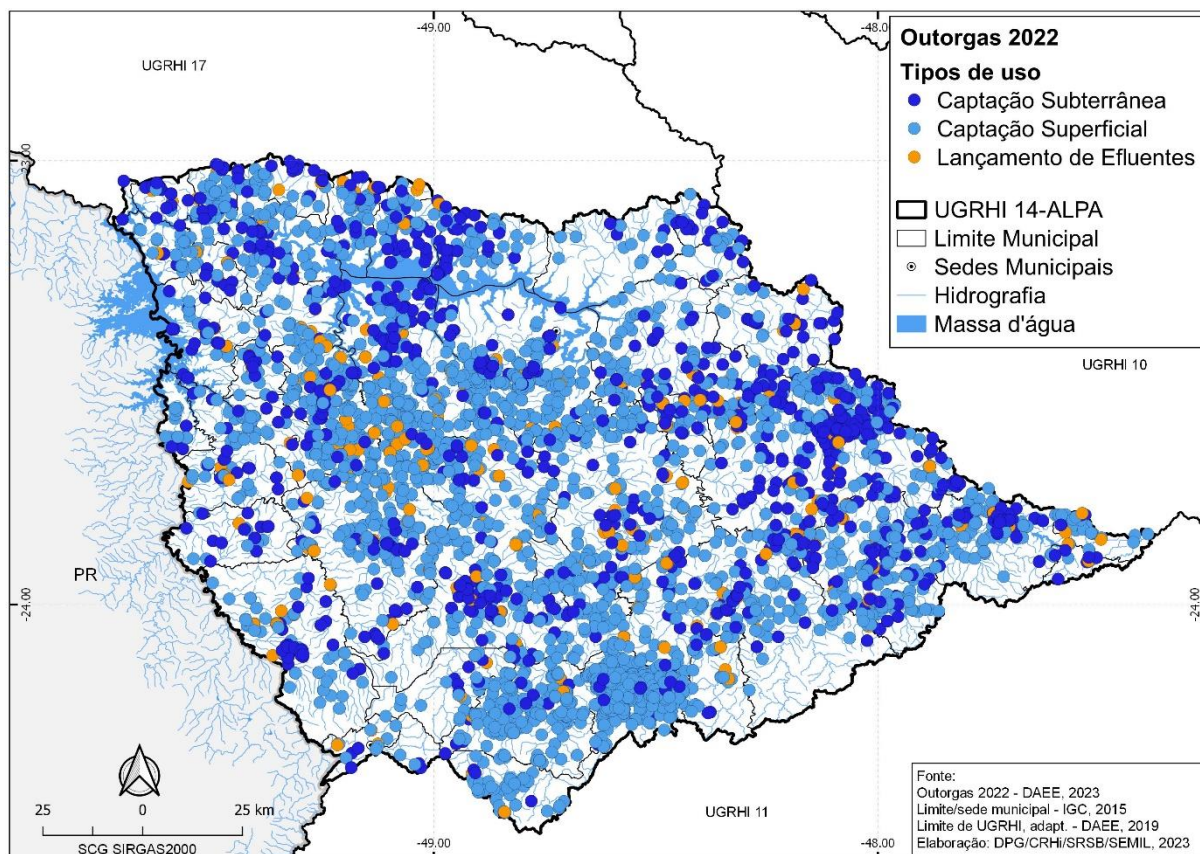 -49.00
-48.00
Outorgas 2022
Tipos de uso
Captação Subterrânea
Captação Superficial
Lançamento de Efluentes
UGRHI 14-ALPA
Limite Municipal
Sedes Municipais
Hidrografia
Massa d'água
UGRHI 17
UGRHI 10
PR
-24.00
-24.00
UGRHI 11
25 0 25 km
SCG SIRGAS2000
-49.00
-48.00
Fonte:
Outorgas 2022 - DAEE, 2023
Limite/sede municipal - IGC, 2015
Limite de UGRHI, adapt. - DAEE, 2019
Elaboração: DPG/CRHi/SRSB/SEMIL, 2023